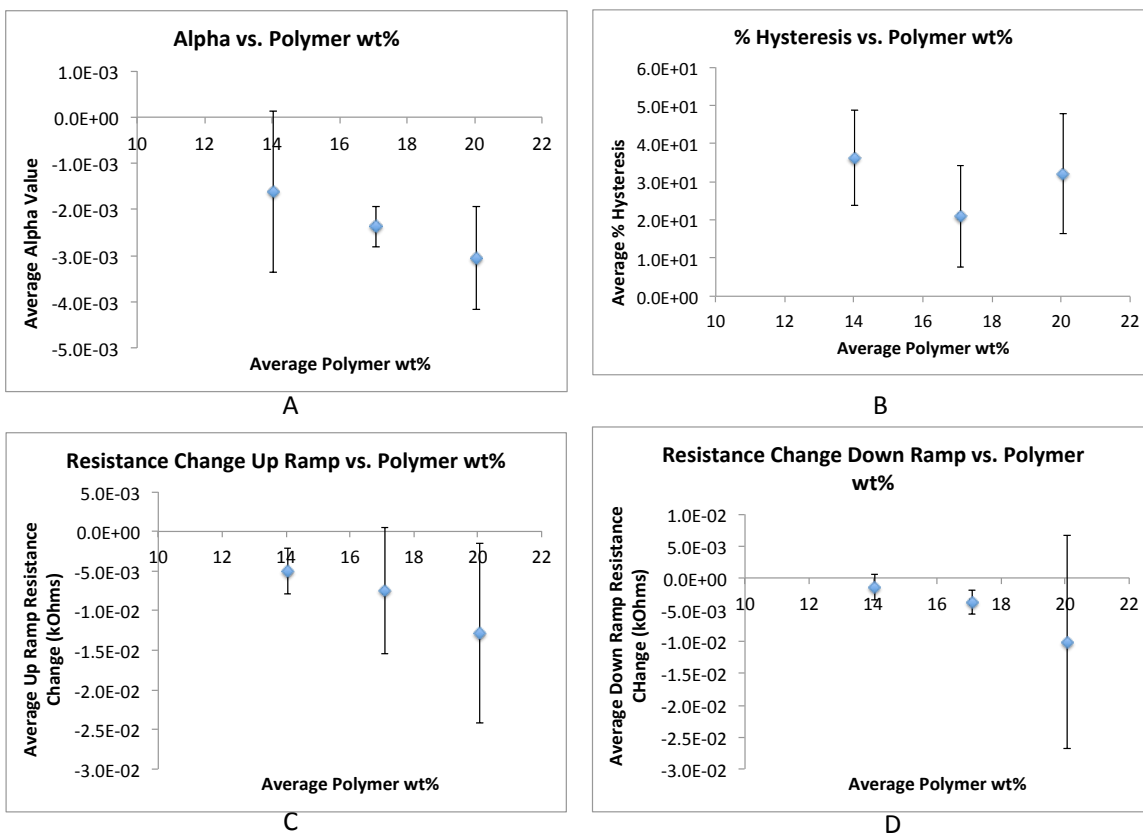 Alpha vs. Polymer wt%
1.0E-03
0.0E+00
-1.0E-03
-2.0E-03
-3.0E-03
-4.0E-03
-5.0E-03
10 12 14 16 18 20 22
Average Alpha Value
Average Polymer wt%
A
% Hysteresis vs. Polymer wt%
6.0E+01
5.0E+01
4.0E+01
3.0E+01
2.0E+01
1.0E+01
0.0E+00
10 12 14 16 18 20 22
Average % Hysteresis
Average Polymer wt%
B
Resistance Change Up Ramp vs. Polymer wt%
5.0E-03
0.0E+00
-5.0E-03
-1.0E-02
-1.5E-02
-2.0E-02
-2.5E-02
-3.0E-02
10 12 14 16 18 20 22
Average Up Ramp Resistance
Change (kOhms)
Average Polymer wt%
C
Resistance Change Down Ramp vs. Polymer
wt%
1.0E-02
5.0E-03
0.0E+00
-5.0E-03
-1.0E-02
-1.5E-02
-2.0E-02
-2.5E-02
-3.0E-02
10 12 14 16 18 20 22
Average Down Ramp Resistance
CHange (kOhms)
Average Polymer wt%
D